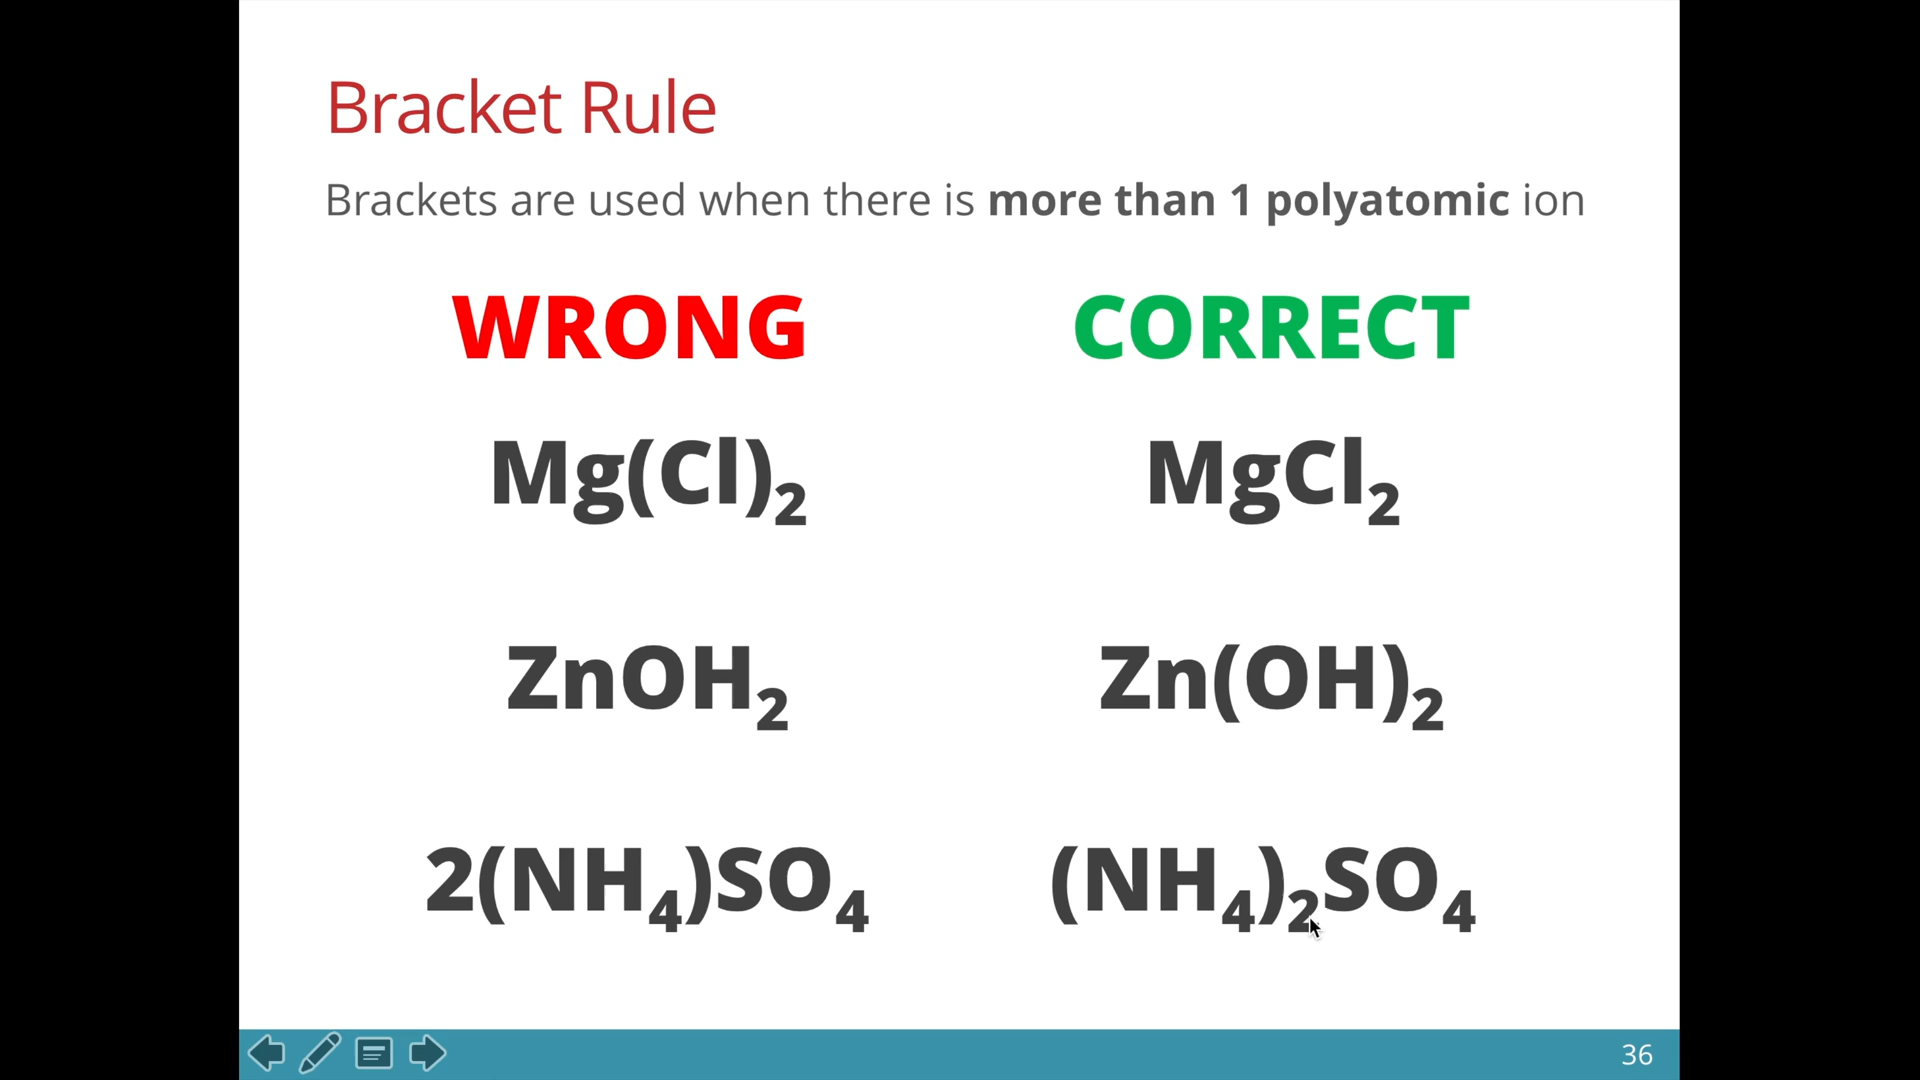 Bracket Rule
Brackets are used when there is more than 1 polyatomic ion
WRONG CORRECT
Mg(Cl)₂ MgCl₂
ZnOH₂ Zn(OH)₂
2(NH₄)SO₄ (NH₄)₂SO₄
36